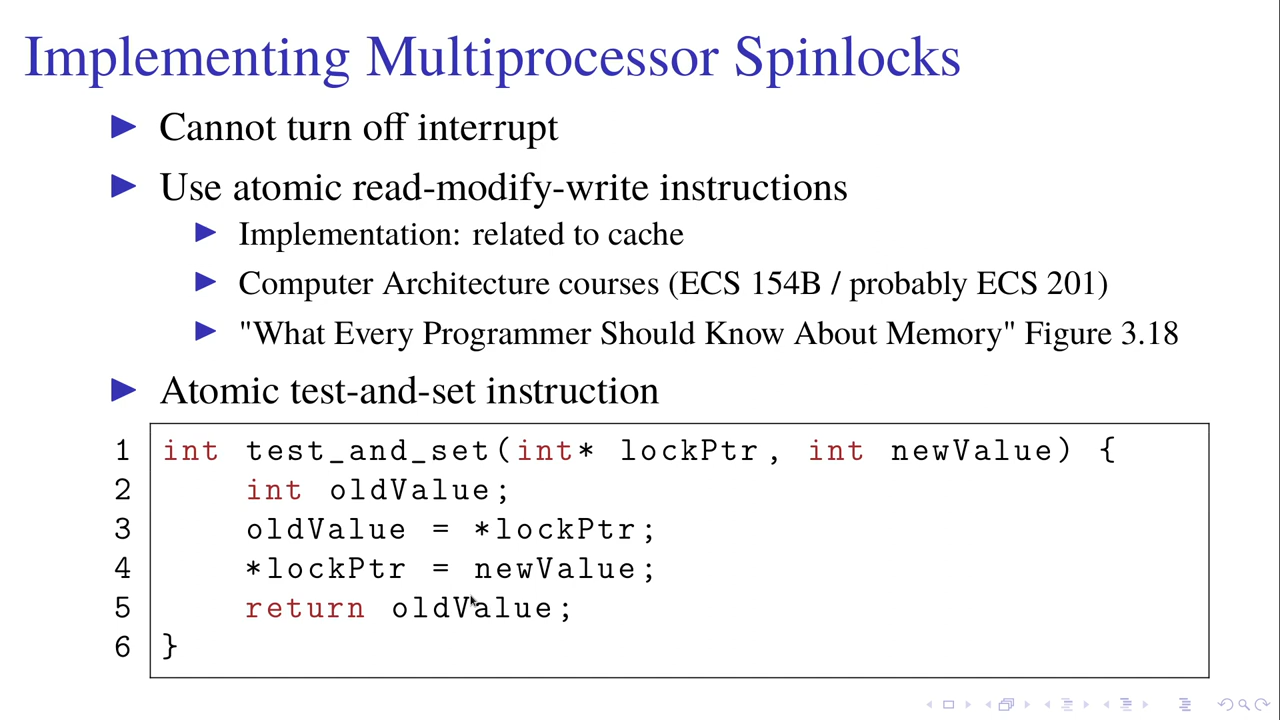 Implementing Multiprocessor Spinlocks
Cannot turn off interrupt
Use atomic read-modify-write instructions
Implementation: related to cache
Computer Architecture courses (ECS 154B / probably ECS 201)
"What Every Programmer Should Know About Memory" Figure 3.18
Atomic test-and-set instruction
1 int test_and_set(int* lockPtr, int newValue) {
2 int oldValue;
3 oldValue = *lockPtr;
4 *lockPtr = newValue;
5 return oldValue;
6 }